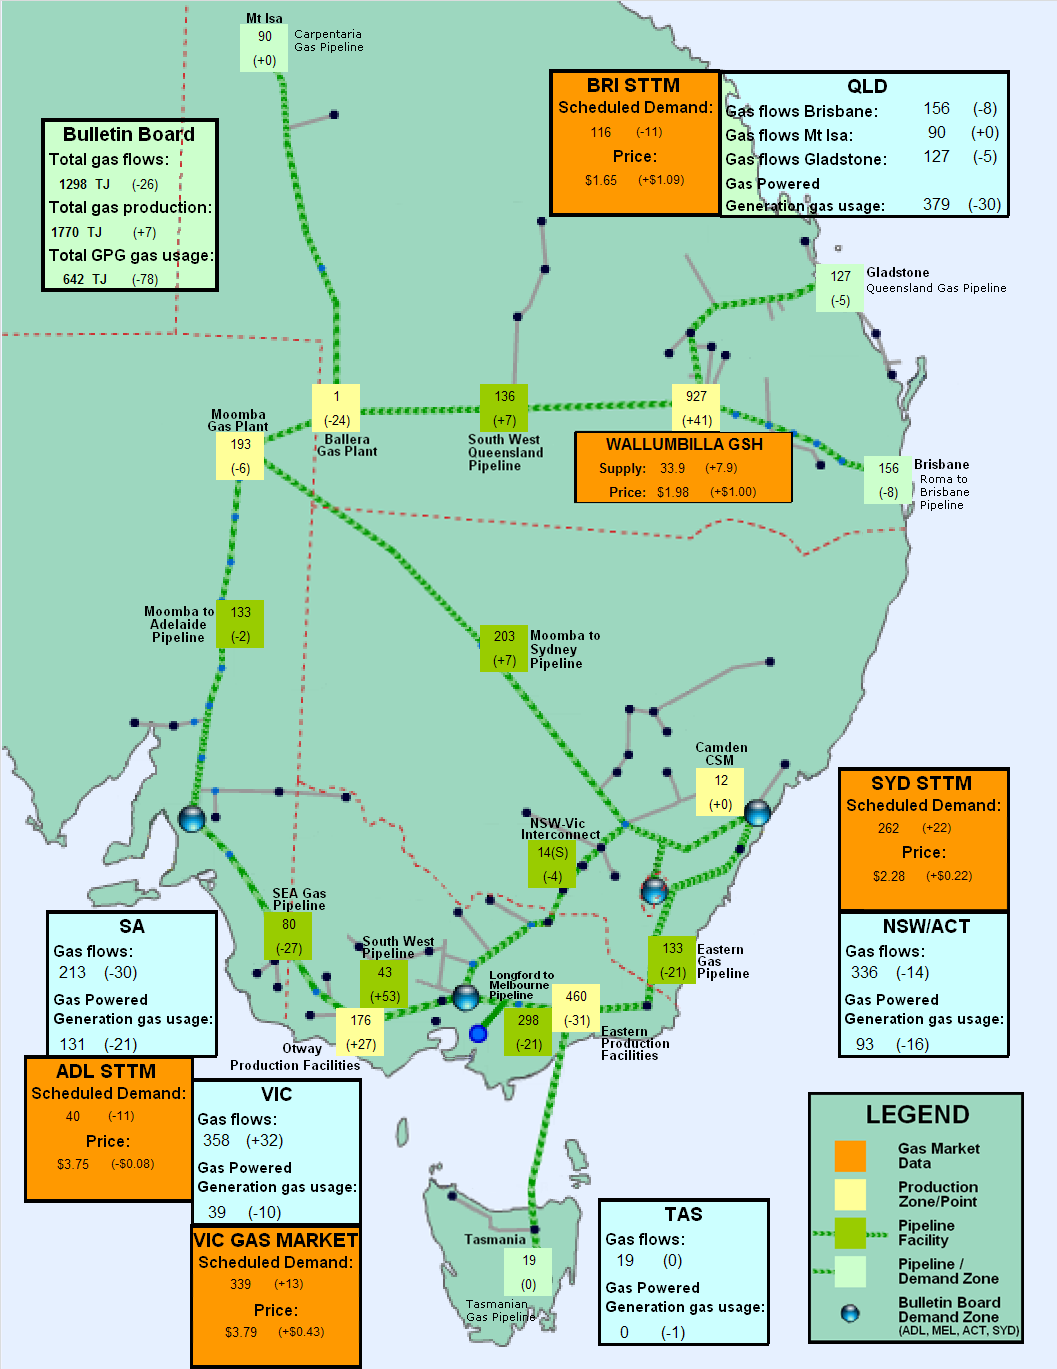 Mt Isa
90
(+0)
Carpentaria
Gas Pipeline
Bulletin Board
Total gas flows:
1298 TJ (-26)
Total gas production:
1770 TJ (+7)
Total GPG gas usage:
642 TJ (-78)
BRI STTM
Scheduled Demand:
116 (-11)
Price:
$1.65 (+$1.09)
QLD
Gas flows Brisbane: 156 (-8)
Gas flows Mt Isa: 90 (+0)
Gas flows Gladstone: 127 (-5)
Gas Powered
Generation gas usage: 379 (-30)
127
(-5)
Gladstone
Queensland Gas Pipeline
Moomba
Gas Plant
193
(-6)
1
(-24)
Ballera
Gas Plant
136
(+7)
South West
Queensland
Pipeline
927
(+41)
WALLUMBILLA GSH
Supply: 33.9 (+7.9)
Price: $1.98 (+$1.00)
156
(-8)
Brisbane
Roma to
Brisbane
Pipeline
Moomba to
Adelaide
Pipeline
133
(-2)
203
(+7)
Moomba to
Sydney
Pipeline
Camden
CSM
12
(+0)
NSW-Vic
Interconnect
14(S)
(-4)
SYD STTM
Scheduled Demand:
262 (+22)
Price:
$2.28 (+$0.22)
NSW/ACT
Gas flows:
336 (-14)
Gas Powered
Generation gas usage:
93 (-16)
SEA Gas
Pipeline
80
(-27)
South West
Pipeline
43
(+53)
Longford to
Melbourne
Pipeline
298
(-21)
460
(-31)
Eastern
Production
Facilities
133
(-21)
Eastern
Gas
Pipeline
176
(+27)
Otway
Production Facilities
SA
Gas flows:
213 (-30)
Gas Powered
Generation gas usage:
131 (-21)
ADL STTM
Scheduled Demand:
40 (-11)
Price:
$3.75 (-$0.08)
VIC
Gas flows:
358 (+32)
Gas Powered
Generation gas usage:
39 (-10)
VIC GAS MARKET
Scheduled Demand:
339 (+13)
Price:
$3.79 (+$0.43)
Tasmania
19
(0)
Tasmanian
Gas Pipeline
TAS
Gas flows:
19 (0)
Gas Powered
Generation gas usage:
0 (-1)
LEGEND
Gas Market
Data
Production
Zone/Point
Pipeline
Facility
Pipeline /
Demand Zone
Bulletin Board
Demand Zone
(ADL, MEL, ACT, SYD)